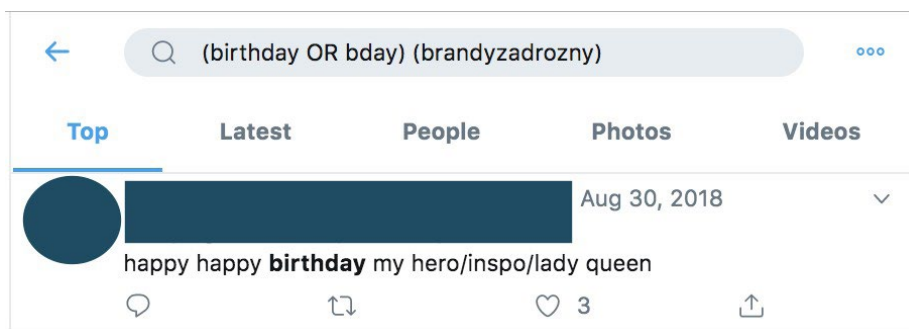 (birthday OR bday) (brandyzadrozny)
Top Latest People Photos Videos
Aug 30, 2018
happy happy birthday my hero/inspo/lady queen
3